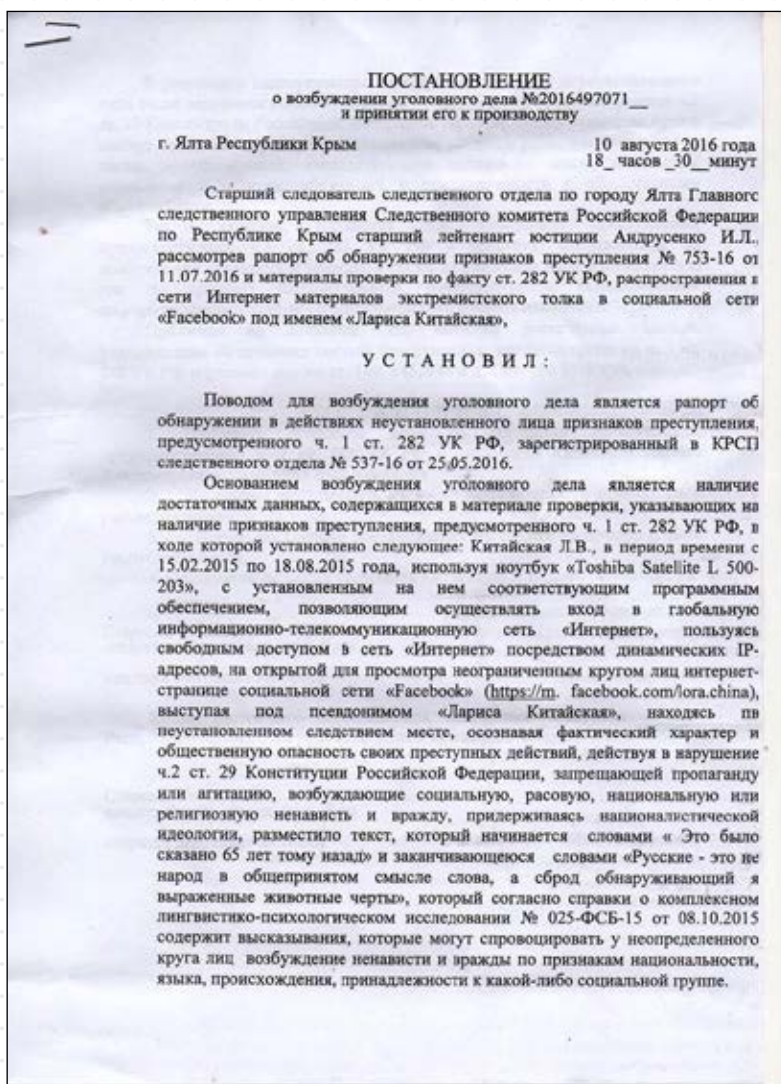 ПОСТАНОВЛЕНИЕ
о возбуждении уголовного дела №2016497071__
и принятии его к производству
г. Ялта Республики Крым 10 августа 2016 года
18_ часов _30__минут
Старший следователь следственного отдела по городу Ялта Главного
следственного управления Следственного комитета Российской Федерации
по Республике Крым старший лейтенант юстиции Андрусенко И.Л.,
рассмотрев рапорт об обнаружении признаков преступления № 753-16 от
11.07.2016 и материалы проверки по факту ст. 282 УК РФ, распространения в
сети Интернет материалов экстремистского толка в социальной сети
«Facebook» под именем «Лариса Китайская»,
У С Т А Н О В И Л :
Поводом для возбуждения уголовного дела является рапорт об
обнаружении в действиях неустановленного лица признаков преступления,
предусмотренного ч. 1 ст. 282 УК РФ, зарегистрированный в КРСП
следственного отдела № 537-16 от 25.05.2016.
Основанием возбуждения уголовного дела является наличие
достаточных данных, содержащихся в материале проверки, указывающих на
наличие признаков преступления, предусмотренного ч. 1 ст. 282 УК РФ, в
ходе которой установлено следующее: Китайская Л.В., в период времени с
15.02.2015 по 18.08.2015 года, используя ноутбук «Toshiba Satellite L 500-
203», с установленным на нем соответствующим программным
обеспечением, позволяющим осуществлять вход в глобальную
информационно-телекоммуникационную сеть «Интернет», пользуясь
свободным доступом в сеть «Интернет» посредством динамических IP-
адресов, на открытой для просмотра неограниченным кругом лиц интернет-
странице социальной сети «Facebook» (https://m. facebook.com/lora.china),
выступая под псевдонимом «Лариса Китайская», находясь пв
неустановленном следствием месте, осознавая фактический характер и
общественную опасность своих преступных действий, действуя в нарушение
ч.2 ст. 29 Конституции Российской Федерации, запрещающей пропаганду
или агитацию, возбуждающие социальную, расовую, национальную или
религиозную ненависть и вражду, придерживаясь националистической
идеологии, разместило текст, который начинается словами « Это было
сказано 65 лет тому назад» и заканчивающеюся словами «Русские - это не
народ в общепринятом смысле слова, а сброд обнаруживающий я
выраженные животные черты», который согласно справки о комплексном
лингвистико-психологическом исследовании № 025-ФСБ-15 от 08.10.2015
содержит высказывания, которые могут спровоцировать у неопределенного
круга лиц возбуждение ненависти и вражды по признакам национальности,
языка, происхождения, принадлежности к какой-либо социальной группе.